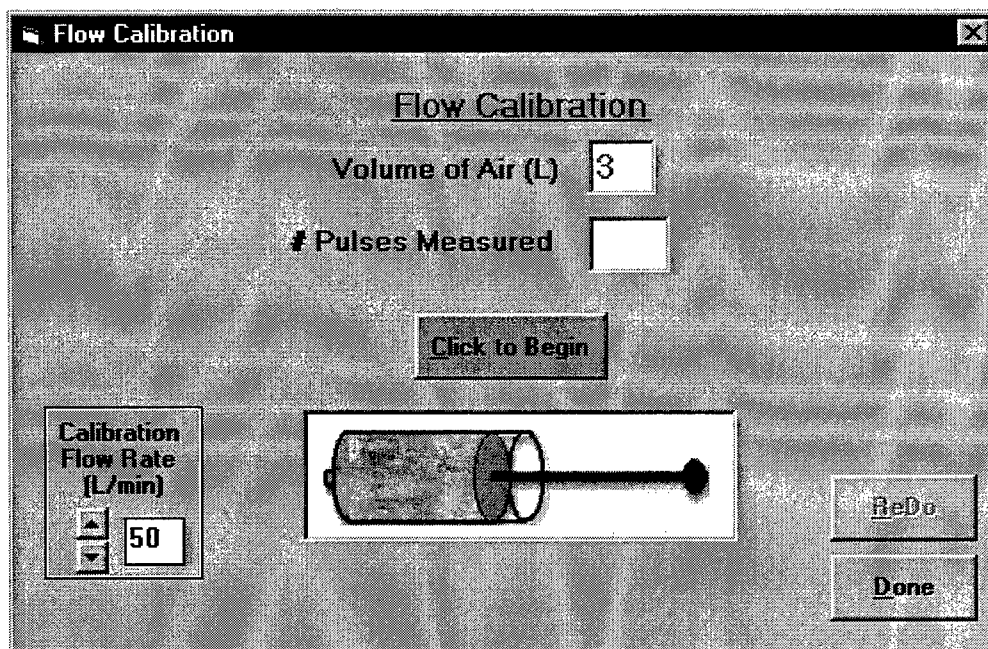 Flow Calibration
Flow Calibration
Volume of Air (L) 3
# Pulses Measured
Click to Begin
Calibration
Flow Rate
(L/min)
50
ReDo
Done